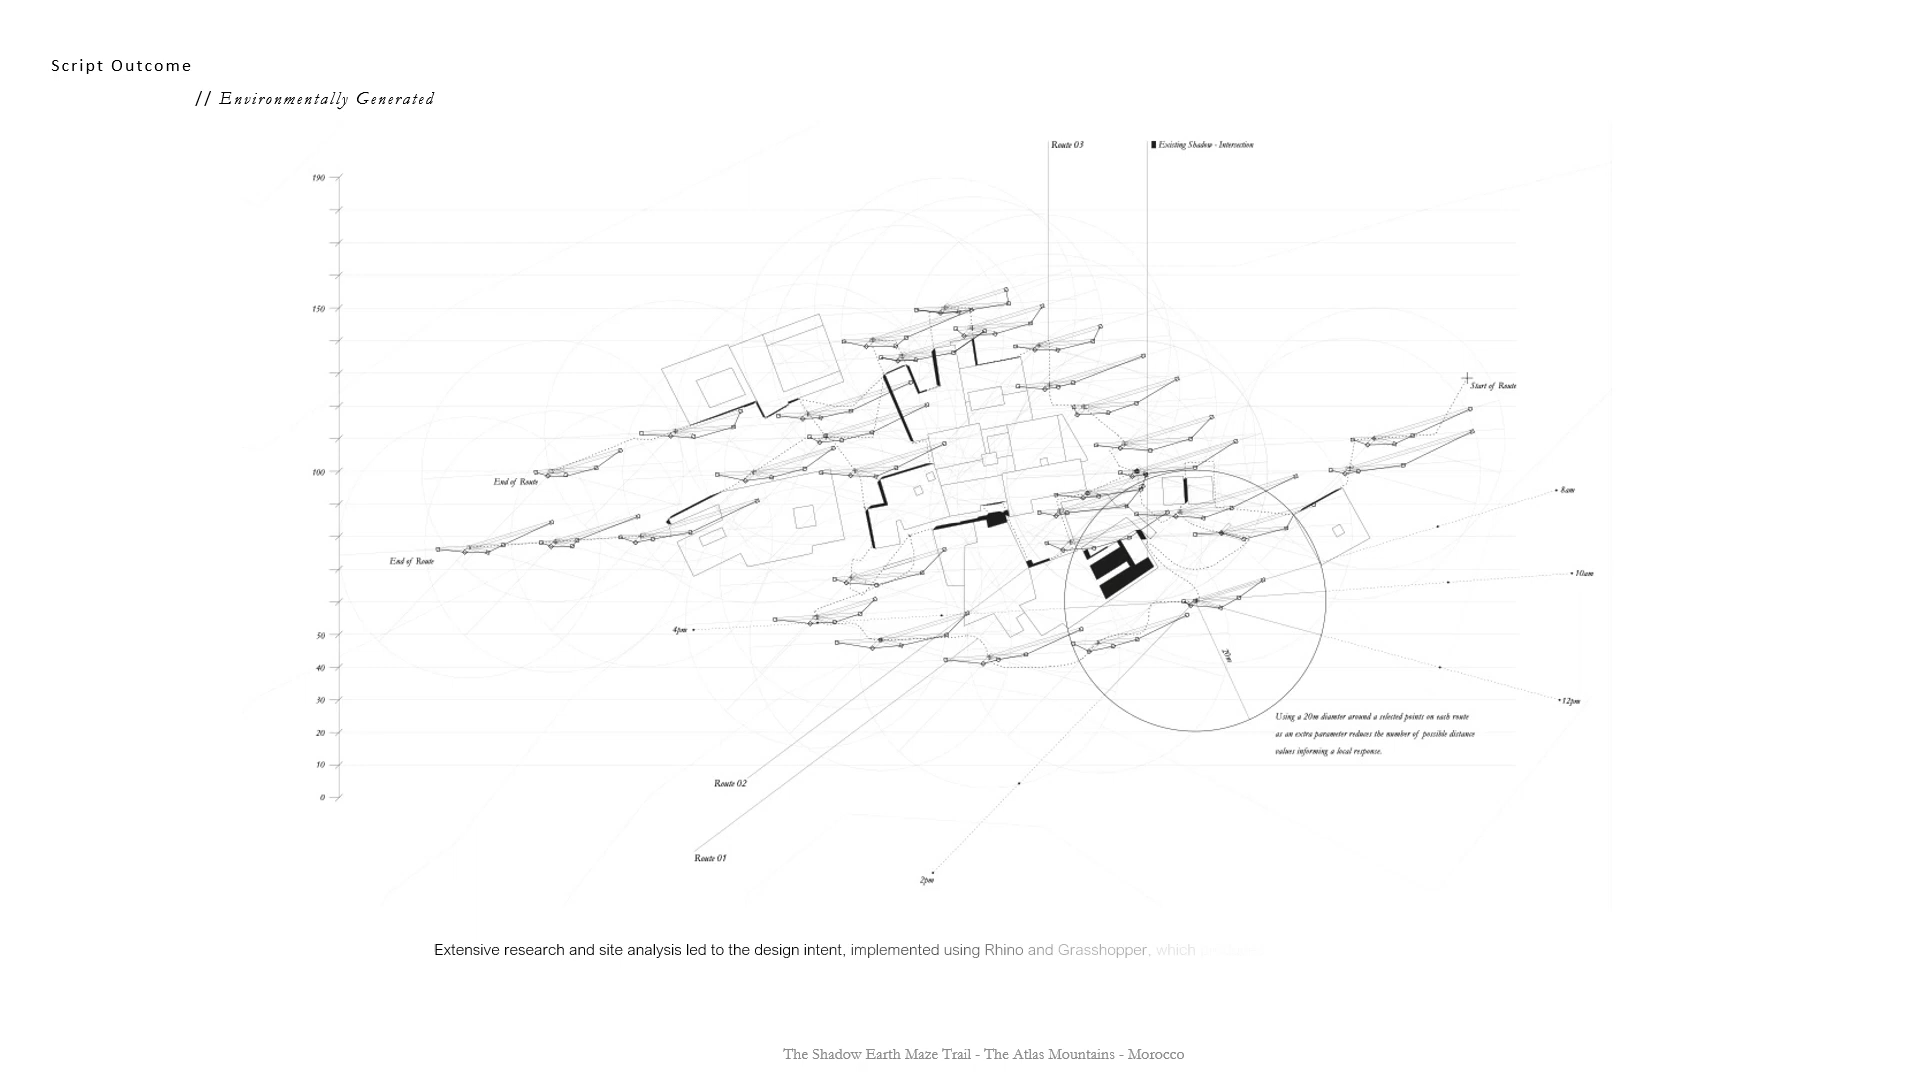 Script Outcome
// Environmentally Generated
Route 03
Existing Shadow - Intersection
190
150
100
50
40
30
20
10
0
Start of Route
End of Route
End of Route
8am
10am
12pm
4pm
2pm
20m
Using a 20m diamter around a selected points on each route
as an extra parameter reduces the number of possible distance
values informing a local response.
Route 02
Route 01
Extensive research and site analysis led to the design intent, implemented using Rhino and Grasshopper, which
The Shadow Earth Maze Trail - The Atlas Mountains - Morocco